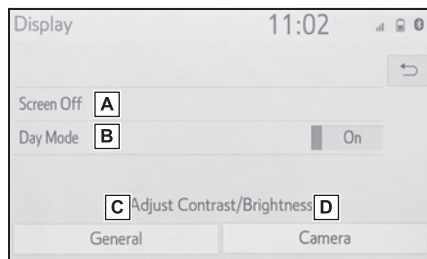 Display 11:02
Screen Off A
Day Mode B On
C Adjust Contrast/Brightness D
General Camera